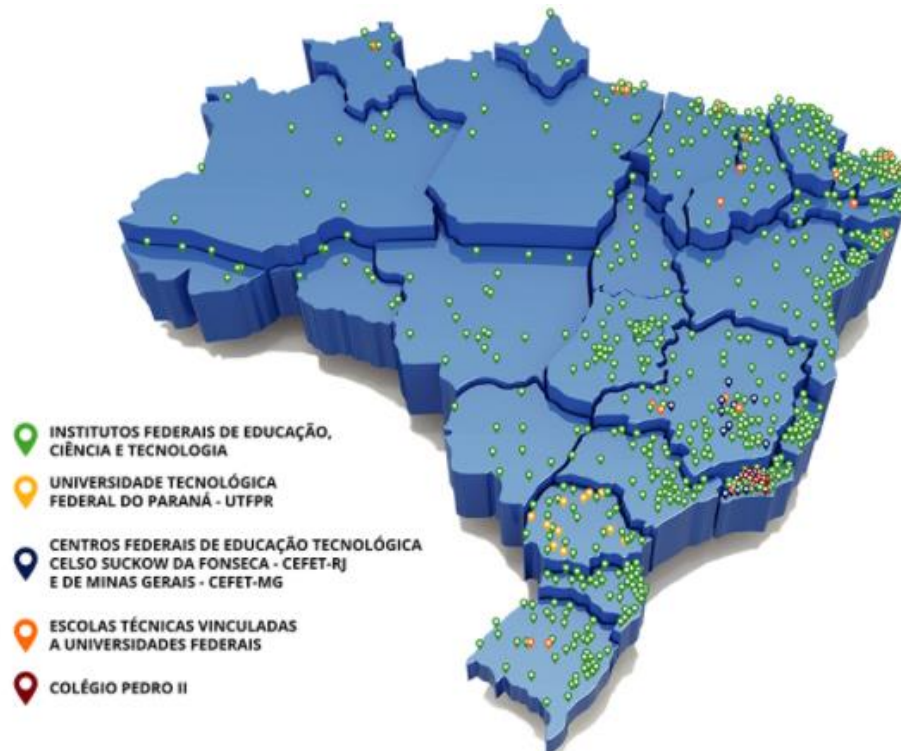 INSTITUTOS FEDERAIS DE EDUCAÇÃO,
CIÊNCIA E TECNOLOGIA
UNIVERSIDADE TECNOLÓGICA
FEDERAL DO PARANÁ - UTFPR
CENTROS FEDERAIS DE EDUCAÇÃO TECNOLÓGICA
CELSO SUCKOW DA FONSECA - CEFET-RJ
E DE MINAS GERAIS - CEFET-MG
ESCOLAS TÉCNICAS VINCULADAS
A UNIVERSIDADES FEDERAIS
COLÉGIO PEDRO II